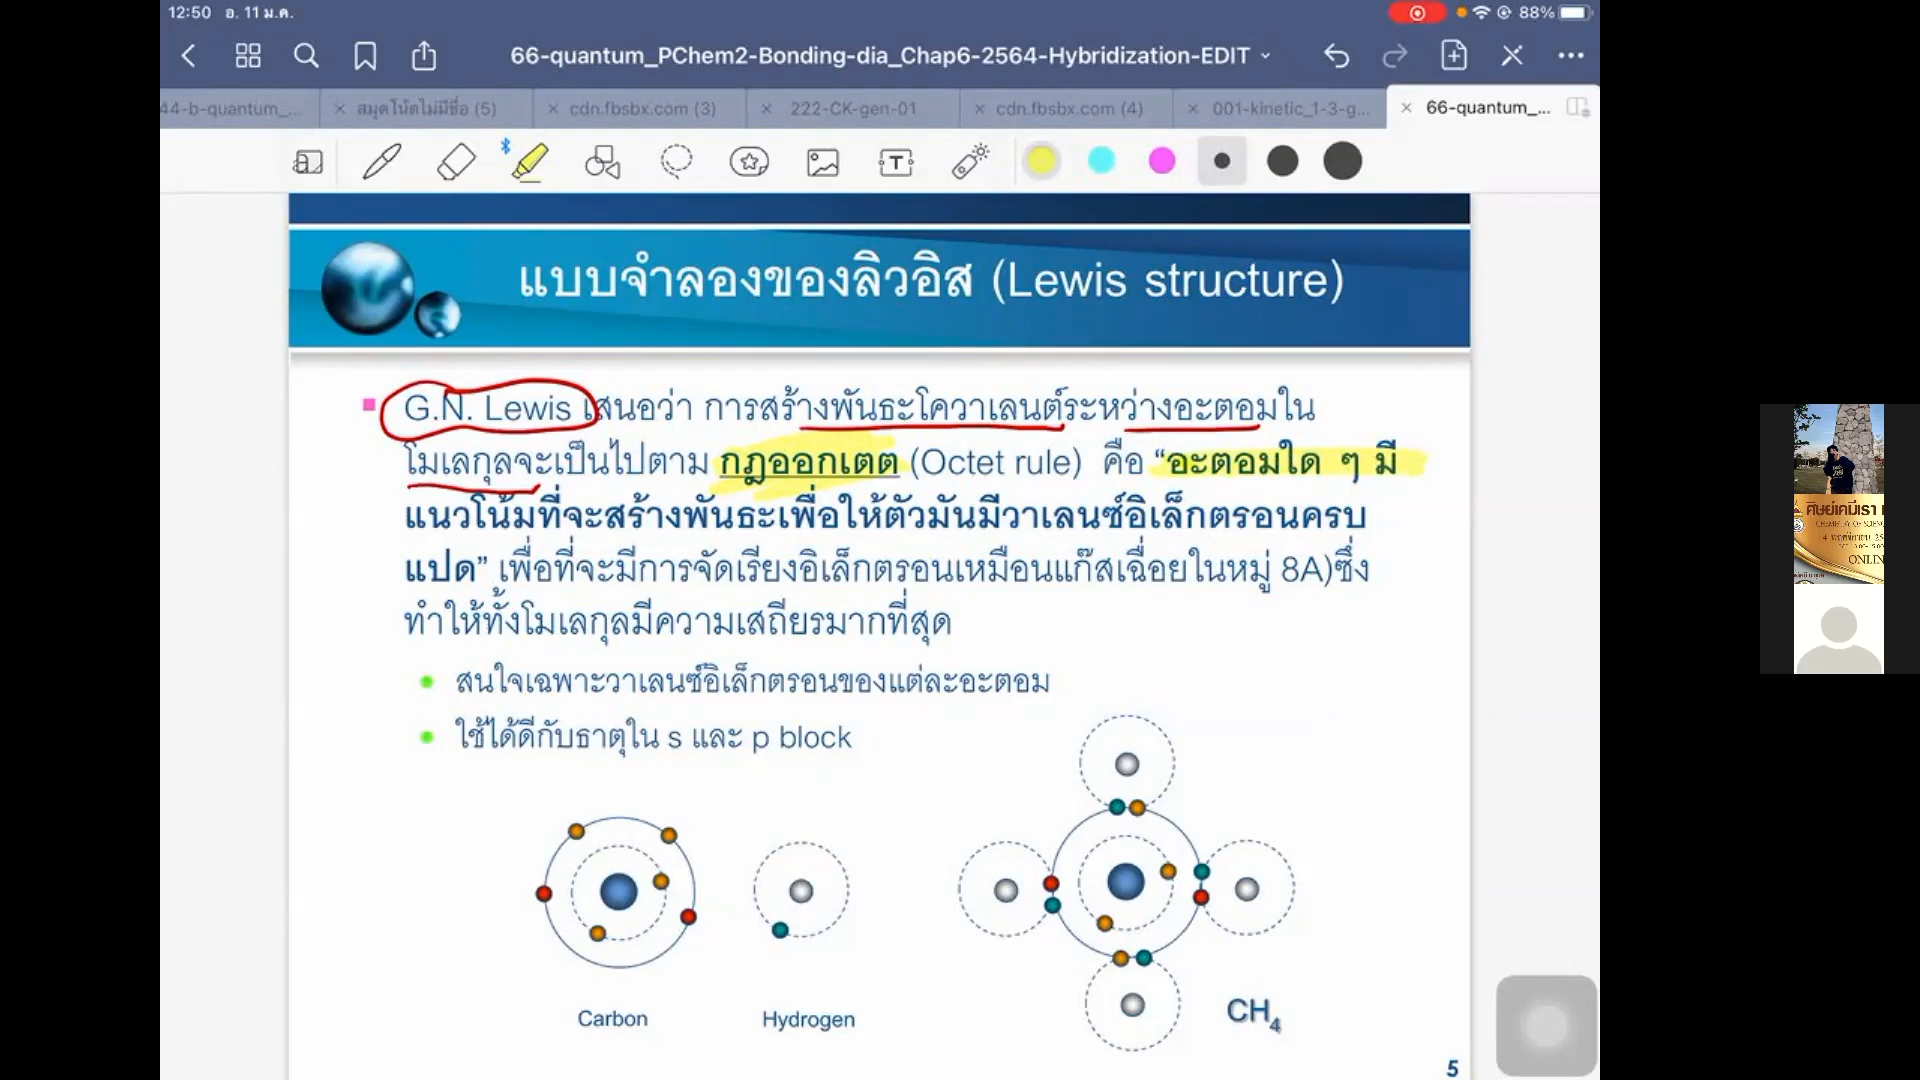 12:50 อ. 11 ม.ค.
88%
66-quantum_PChem2-Bonding-dia_Chap6-2564-Hybridization-EDIT
44-b-quantum_...
สมุดโน้ตไม่มีชื่อ (5)
cdn.fbsbx.com (3)
222-CK-gen-01
cdn.fbsbx.com (4)
001-kinetic_1-3-g...
66-quantum_...
แบบจำลองของลิวอิส (Lewis structure)
G.N. Lewis เสนอว่า การสร้างพันธะโควาเลนต์ระหว่างอะตอมใน
โมเลกุลจะเป็นไปตาม กฎออกเตต (Octet rule) คือ “อะตอมใด ๆ มี
แนวโน้มที่จะสร้างพันธะเพื่อให้ตัวมันมีวาเลนซ์อิเล็กตรอนครบ
แปด” เพื่อที่จะมีการจัดเรียงอิเล็กตรอนเหมือนแก๊สเฉื่อยในหมู่ 8A)ซึ่ง
ทำให้ทั้งโมเลกุลมีความเสถียรมากที่สุด
สนใจเฉพาะวาเลนซ์อิเล็กตรอนของแต่ละอะตอม
ใช้ได้ดีกับธาตุใน s และ p block
Carbon
Hydrogen
CH4
5
ศิษย์เคมีเรา
ONLIN